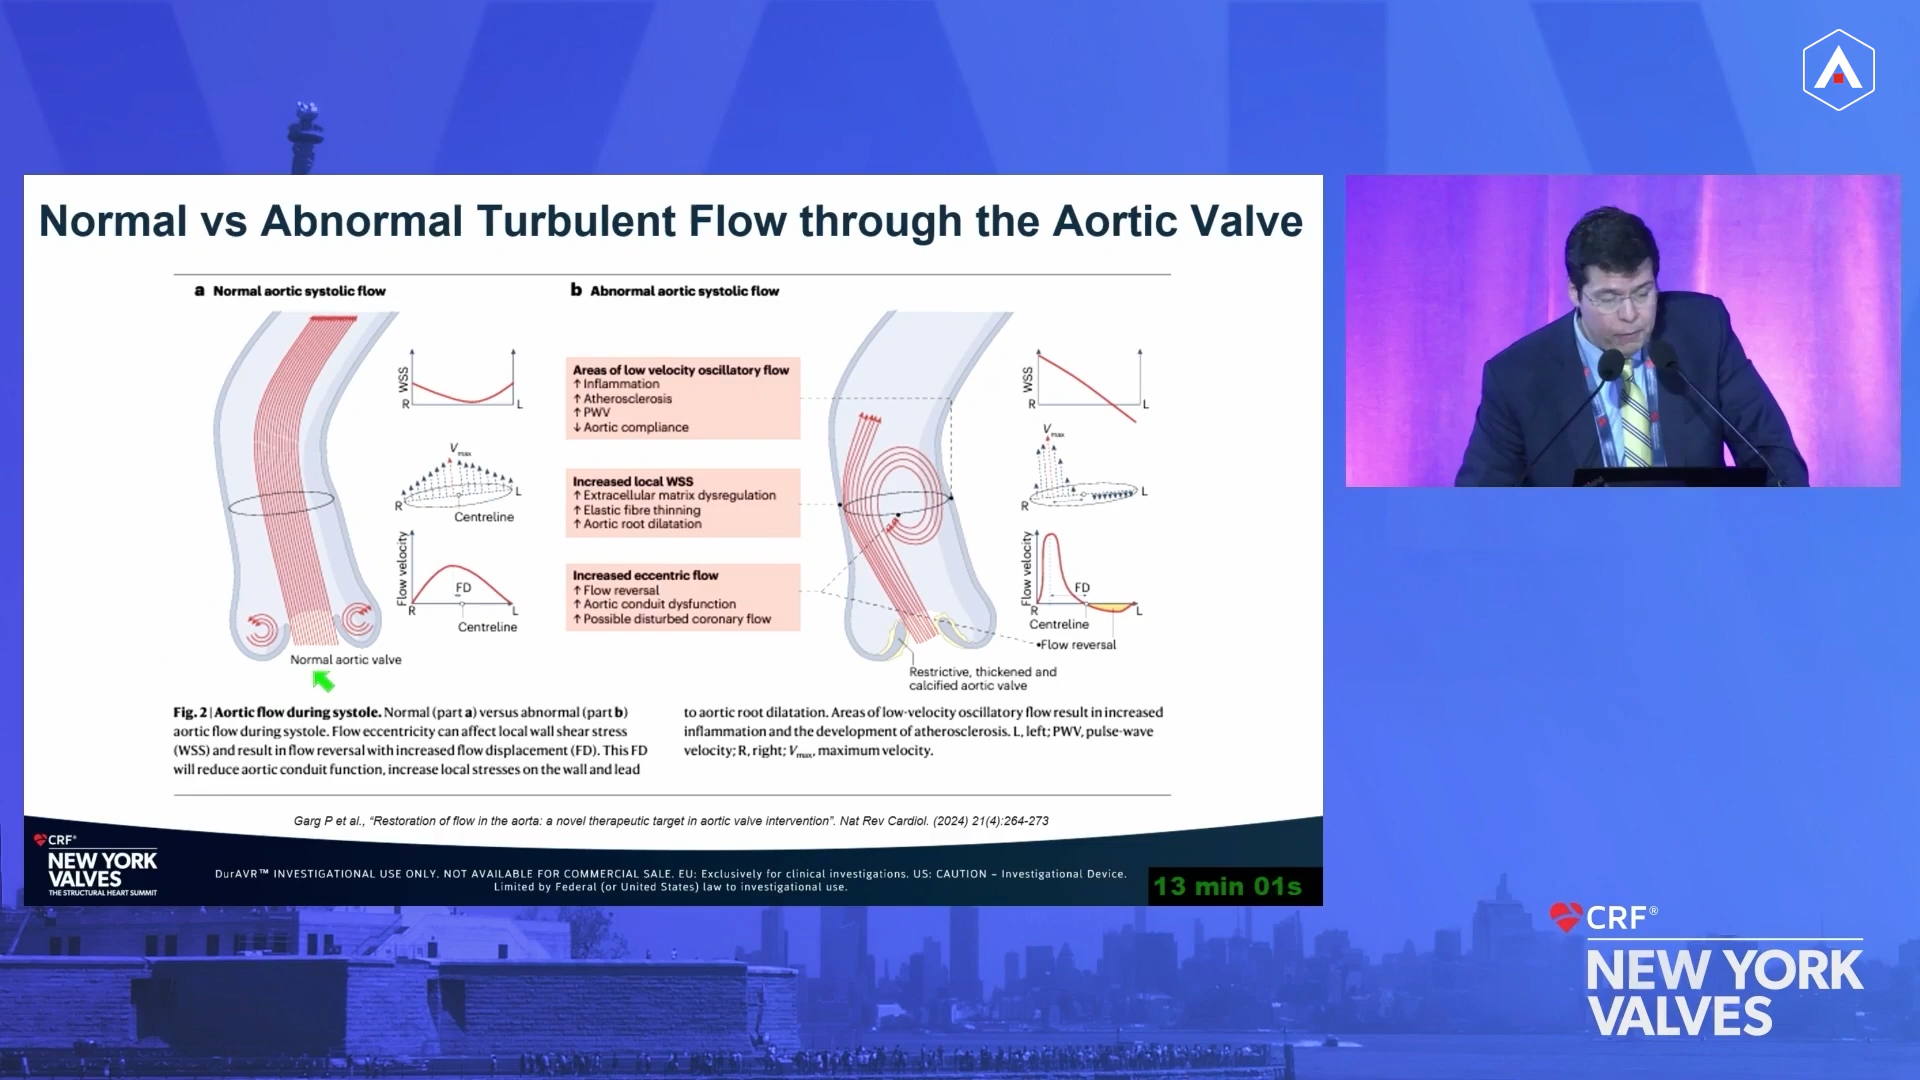 Normal vs Abnormal Turbulent Flow through the Aortic Valve
a Normal aortic systolic flow
WSS
R
L
Vmax
R
L
Centreline
Flow velocity
FD
R
L
Centreline
Normal aortic valve
b Abnormal aortic systolic flow
Areas of low velocity oscillatory flow
↑ Inflammation
↑ Atherosclerosis
↑ PWV
↓ Aortic compliance
Increased local WSS
↑ Extracellular matrix dysregulation
↑ Elastic fibre thinning
↑ Aortic root dilatation
Increased eccentric flow
↑ Flow reversal
↑ Aortic conduit dysfunction
↑ Possible disturbed coronary flow
WSS
R
L
Vmax
R
L
Flow velocity
FD
R
L
Centreline
•Flow reversal
Restrictive, thickened and
calcified aortic valve
Fig. 2 | Aortic flow during systole. Normal (part a) versus abnormal (part b)
aortic flow during systole. Flow eccentricity can affect local wall shear stress
(WSS) and result in flow reversal with increased flow displacement (FD). This FD
will reduce aortic conduit function, increase local stresses on the wall and lead
to aortic root dilatation. Areas of low-velocity oscillatory flow result in increased
inflammation and the development of atherosclerosis. L, left; PWV, pulse-wave
velocity; R, right; Vmax, maximum velocity.
Garg P et al., “Restoration of flow in the aorta: a novel therapeutic target in aortic valve intervention”. Nat Rev Cardiol. (2024) 21(4):264-273
CRF®
NEW YORK
VALVES
THE STRUCTURAL HEART SUMMIT
DurAVR™ INVESTIGATIONAL USE ONLY. NOT AVAILABLE FOR COMMERCIAL SALE. EU: Exclusively for clinical investigations. US: CAUTION – Investigational Device.
Limited by Federal (or United States) law to investigational use.
13 min 01s
CRF®
NEW YORK
VALVES